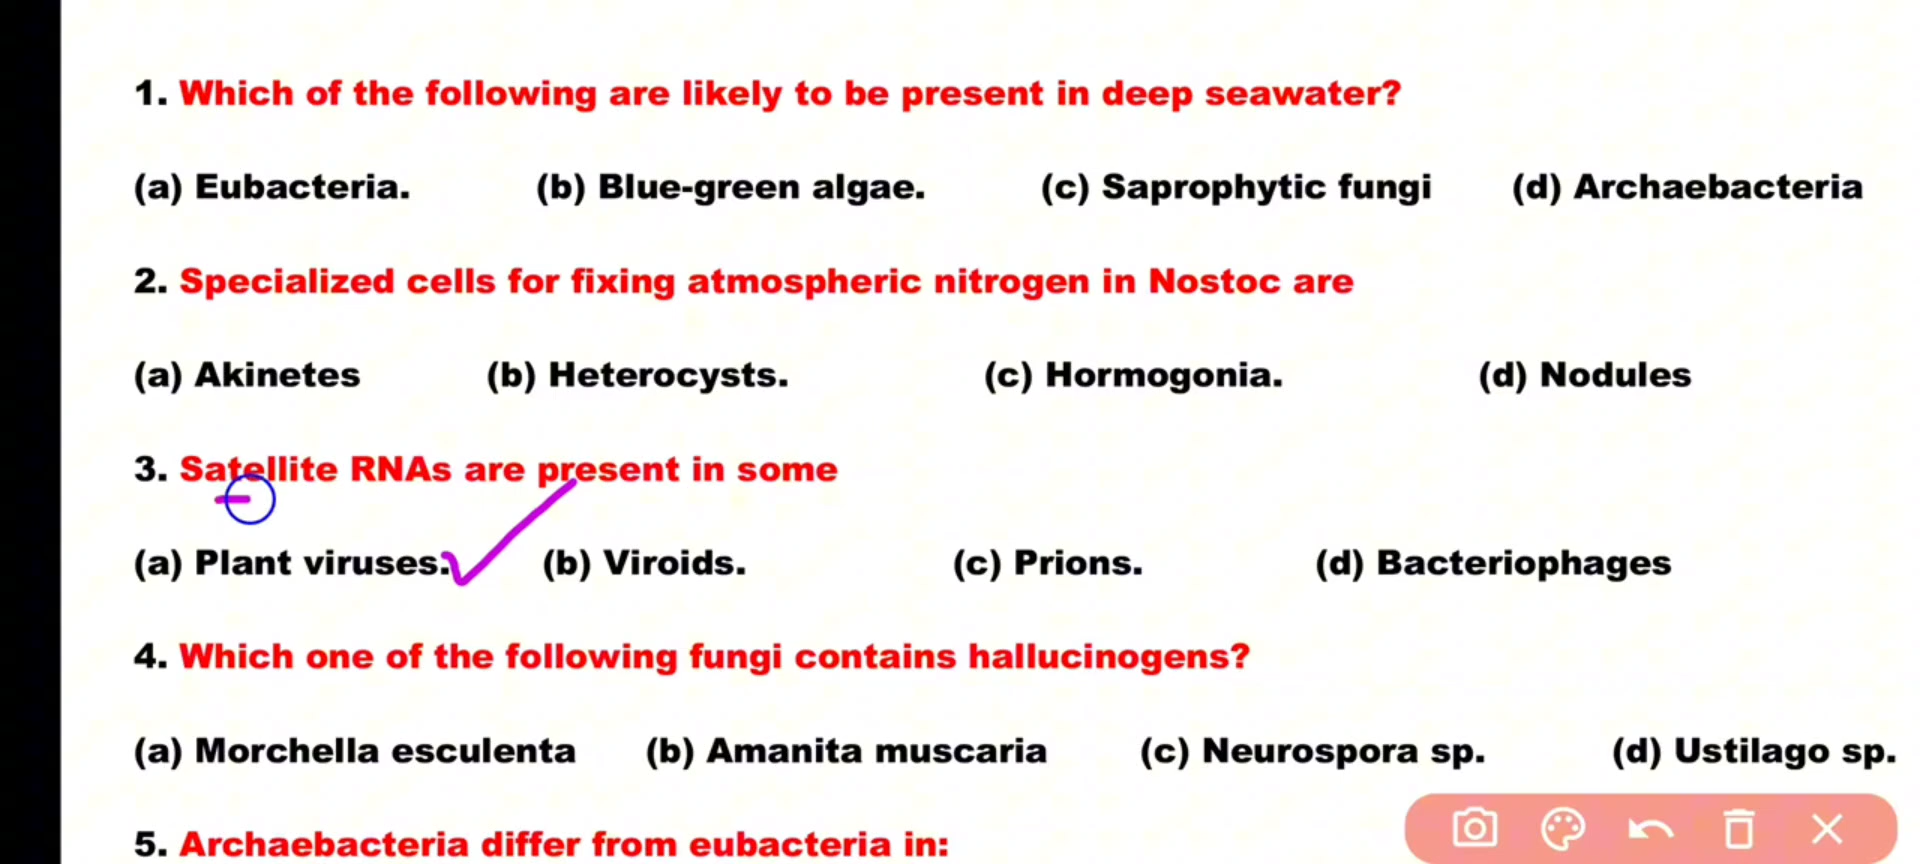 1. Which of the following are likely to be present in deep seawater?
(a) Eubacteria. (b) Blue-green algae. (c) Saprophytic fungi (d) Archaebacteria
2. Specialized cells for fixing atmospheric nitrogen in Nostoc are
(a) Akinetes (b) Heterocysts. (c) Hormogonia. (d) Nodules
3. Satellite RNAs are present in some
(a) Plant viruses. (b) Viroids. (c) Prions. (d) Bacteriophages
4. Which one of the following fungi contains hallucinogens?
(a) Morchella esculenta (b) Amanita muscaria (c) Neurospora sp. (d) Ustilago sp.
5. Archaebacteria differ from eubacteria in: